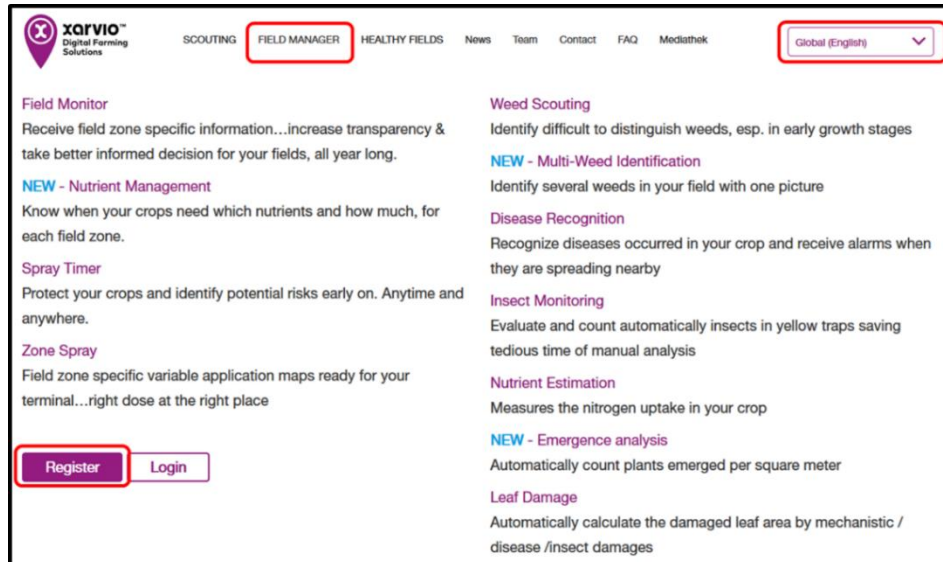 xarvio™
Digital Farming
Solutions
SCOUTING FIELD MANAGER HEALTHY FIELDS News Team Contact FAQ Mediathek
Global (English)
Field Monitor
Receive field zone specific information...increase transparency &
take better informed decision for your fields, all year long.
NEW - Nutrient Management
Know when your crops need which nutrients and how much, for
each field zone.
Spray Timer
Protect your crops and identify potential risks early on. Anytime and
anywhere.
Zone Spray
Field zone specific variable application maps ready for your
terminal...right dose at the right place
Register Login
Weed Scouting
Identify difficult to distinguish weeds, esp. in early growth stages
NEW - Multi-Weed Identification
Identify several weeds in your field with one picture
Disease Recognition
Recognize diseases occurred in your crop and receive alarms when
they are spreading nearby
Insect Monitoring
Evaluate and count automatically insects in yellow traps saving
tedious time of manual analysis
Nutrient Estimation
Measures the nitrogen uptake in your crop
NEW - Emergence analysis
Automatically count plants emerged per square meter
Leaf Damage
Automatically calculate the damaged leaf area by mechanistic /
disease /insect damages